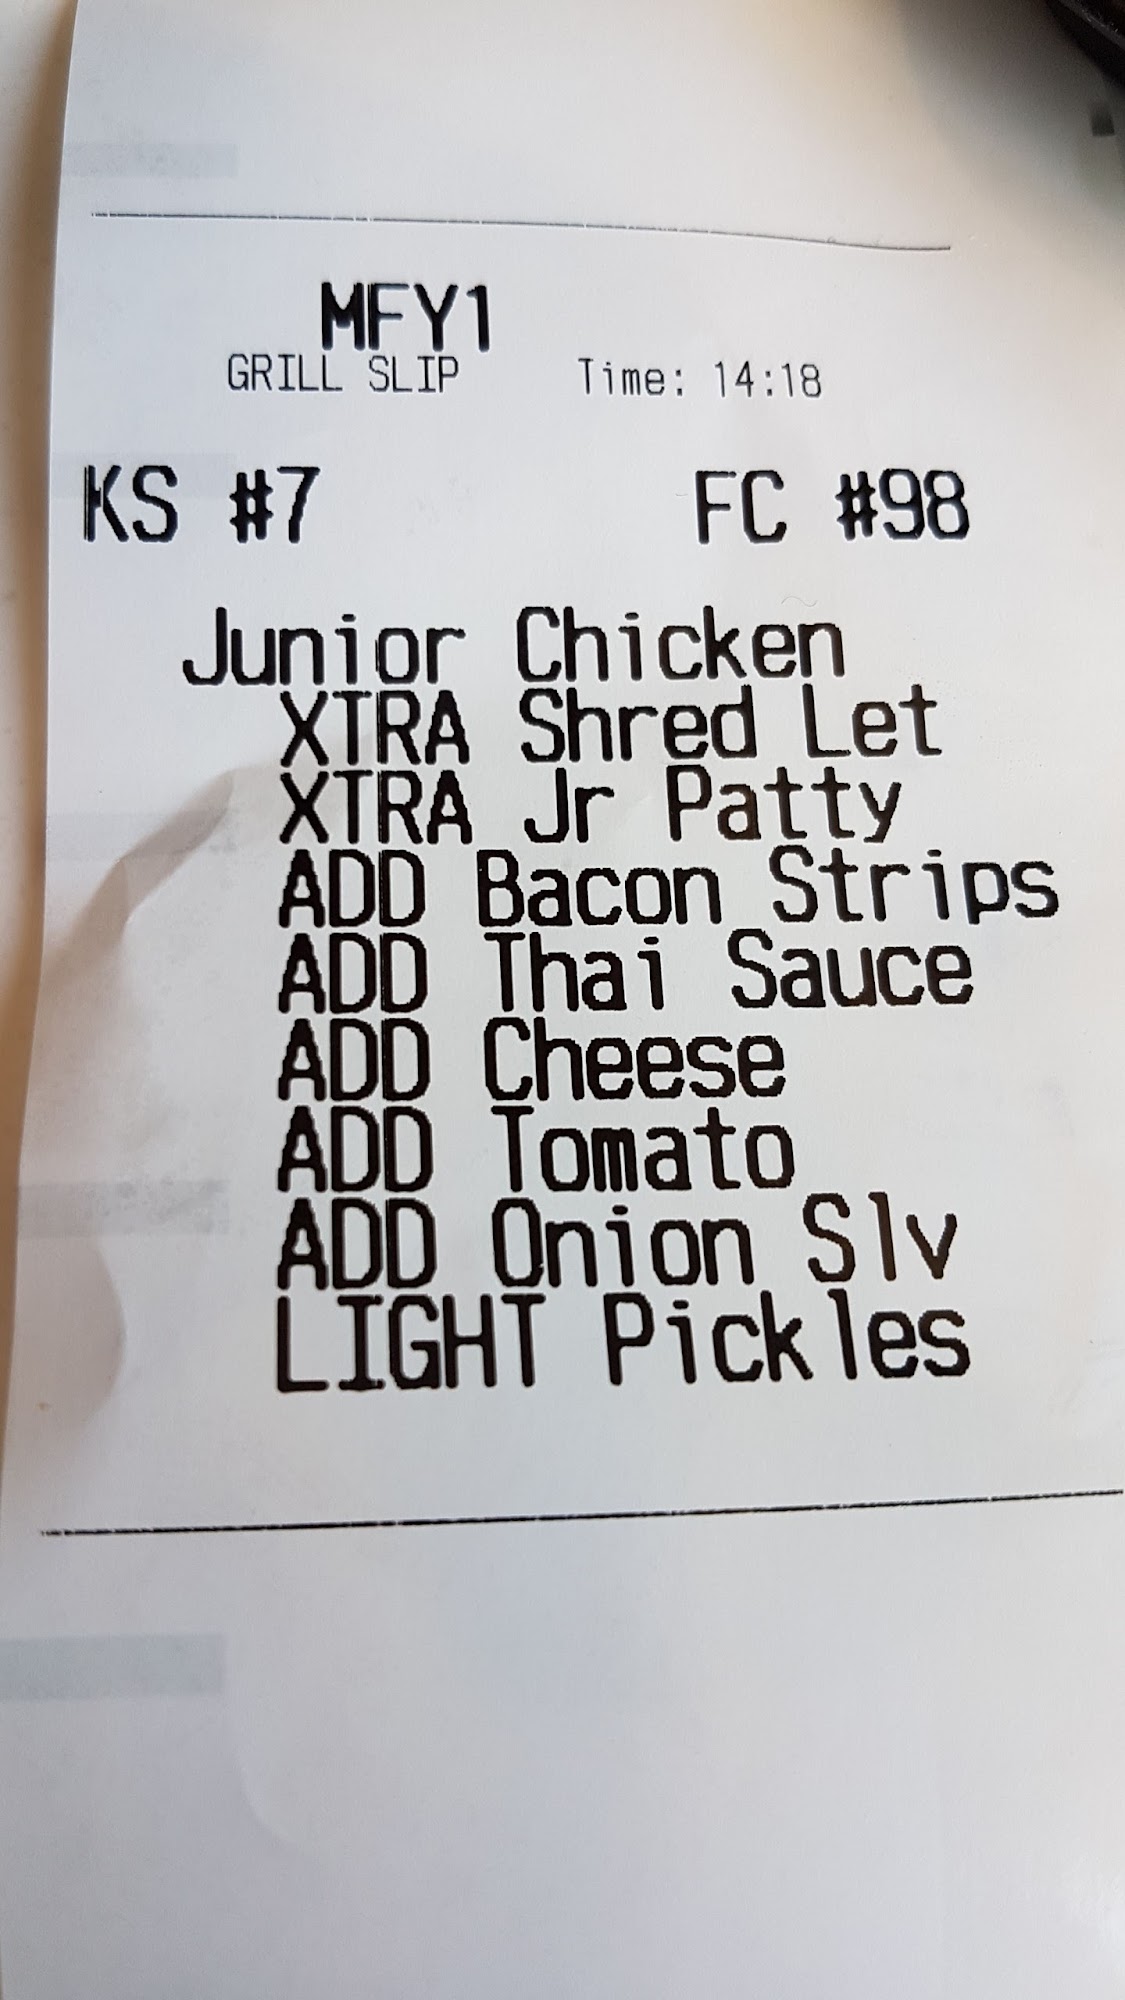 MFY1
GRILL SLIP Time: 14:18
KS #7 FC #98
Junior Chicken
XTRA Shred Let
XTRA Jr Patty
ADD Bacon Strips
ADD Thai Sauce
ADD Cheese
ADD Tomato
ADD Onion Slv
LIGHT Pickles